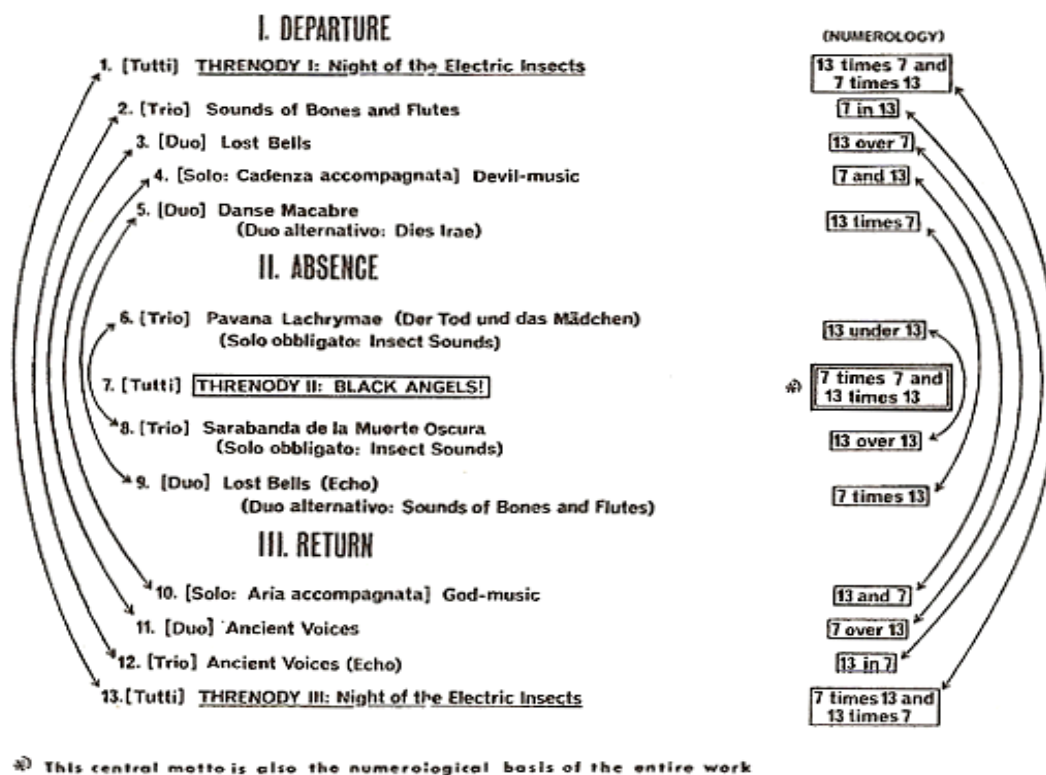 I. DEPARTURE
(NUMEROLOGY)
1. [Tutti] THRENODY I: Night of the Electric Insects
13 times 7 and
7 times 13
2. [Trio] Sounds of Bones and Flutes
7 in 13
3. [Duo] Lost Bells
13 over 7
4. [Solo: Cadenza accompagnata] Devil-music
7 and 13
5. [Duo] Danse Macabre
(Duo alternativo: Dies Irae)
13 times 7
II. ABSENCE
6. [Trio] Pavana Lachrymae (Der Tod und das Mädchen)
(Solo obbligato: Insect Sounds)
13 under 13
7. [Tutti] THRENODY II: BLACK ANGELS!
7 times 7 and
13 times 13
8. [Trio] Sarabanda de la Muerte Oscura
(Solo obbligato: Insect Sounds)
13 over 13
9. [Duo] Lost Bells (Echo)
(Duo alternativo: Sounds of Bones and Flutes)
7 times 13
III. RETURN
10. [Solo: Aria accompagnata] God-music
13 and 7
11. [Duo] Ancient Voices
7 over 13
12. [Trio] Ancient Voices (Echo)
13 in 7
13. [Tutti] THRENODY III: Night of the Electric Insects
7 times 13 and
13 times 7
This central motto is also the numerological basis of the entire work